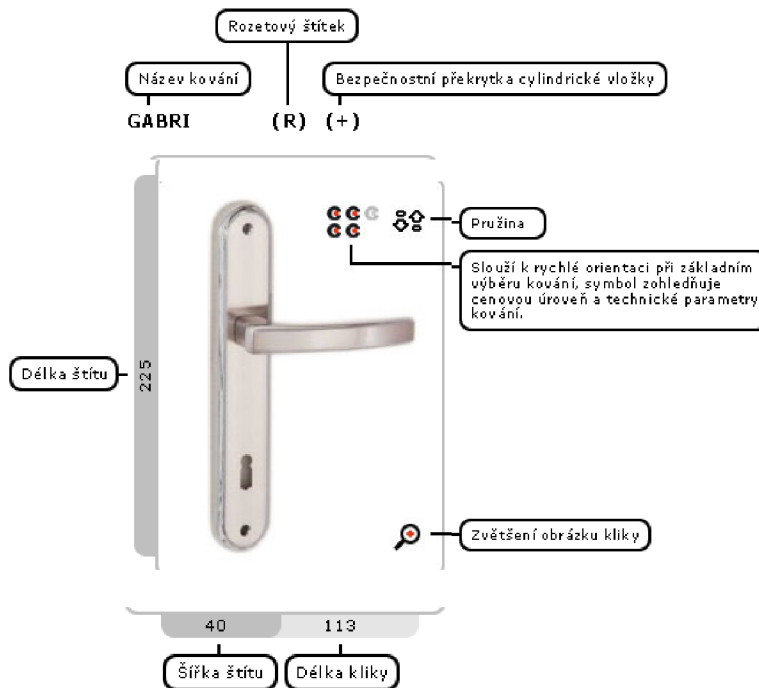 Rozetový štítek
Název kování
Bezpečnostní překrytka cylindrické vložky
GABRI (R) (+)
Pružina
Slouží k rychlé orientaci při základním
výběru kování, symbol zohledňuje
cenovou úroveň a technické parametry
kování.
Délka štítu
225
Zvětšení obrázku kliky
40 113
Šířka štítu
Délka kliky